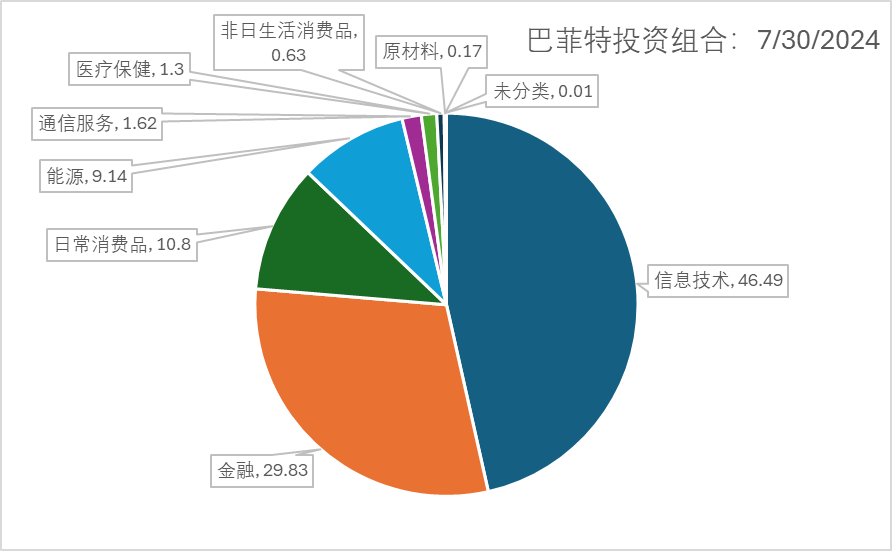 巴菲特投资组合：7/30/2024
非日生活消费品,
0.63
原材料, 0.17
医疗保健, 1.3
未分类, 0.01
通信服务, 1.62
能源, 9.14
日常消费品, 10.8
信息技术, 46.49
金融, 29.83